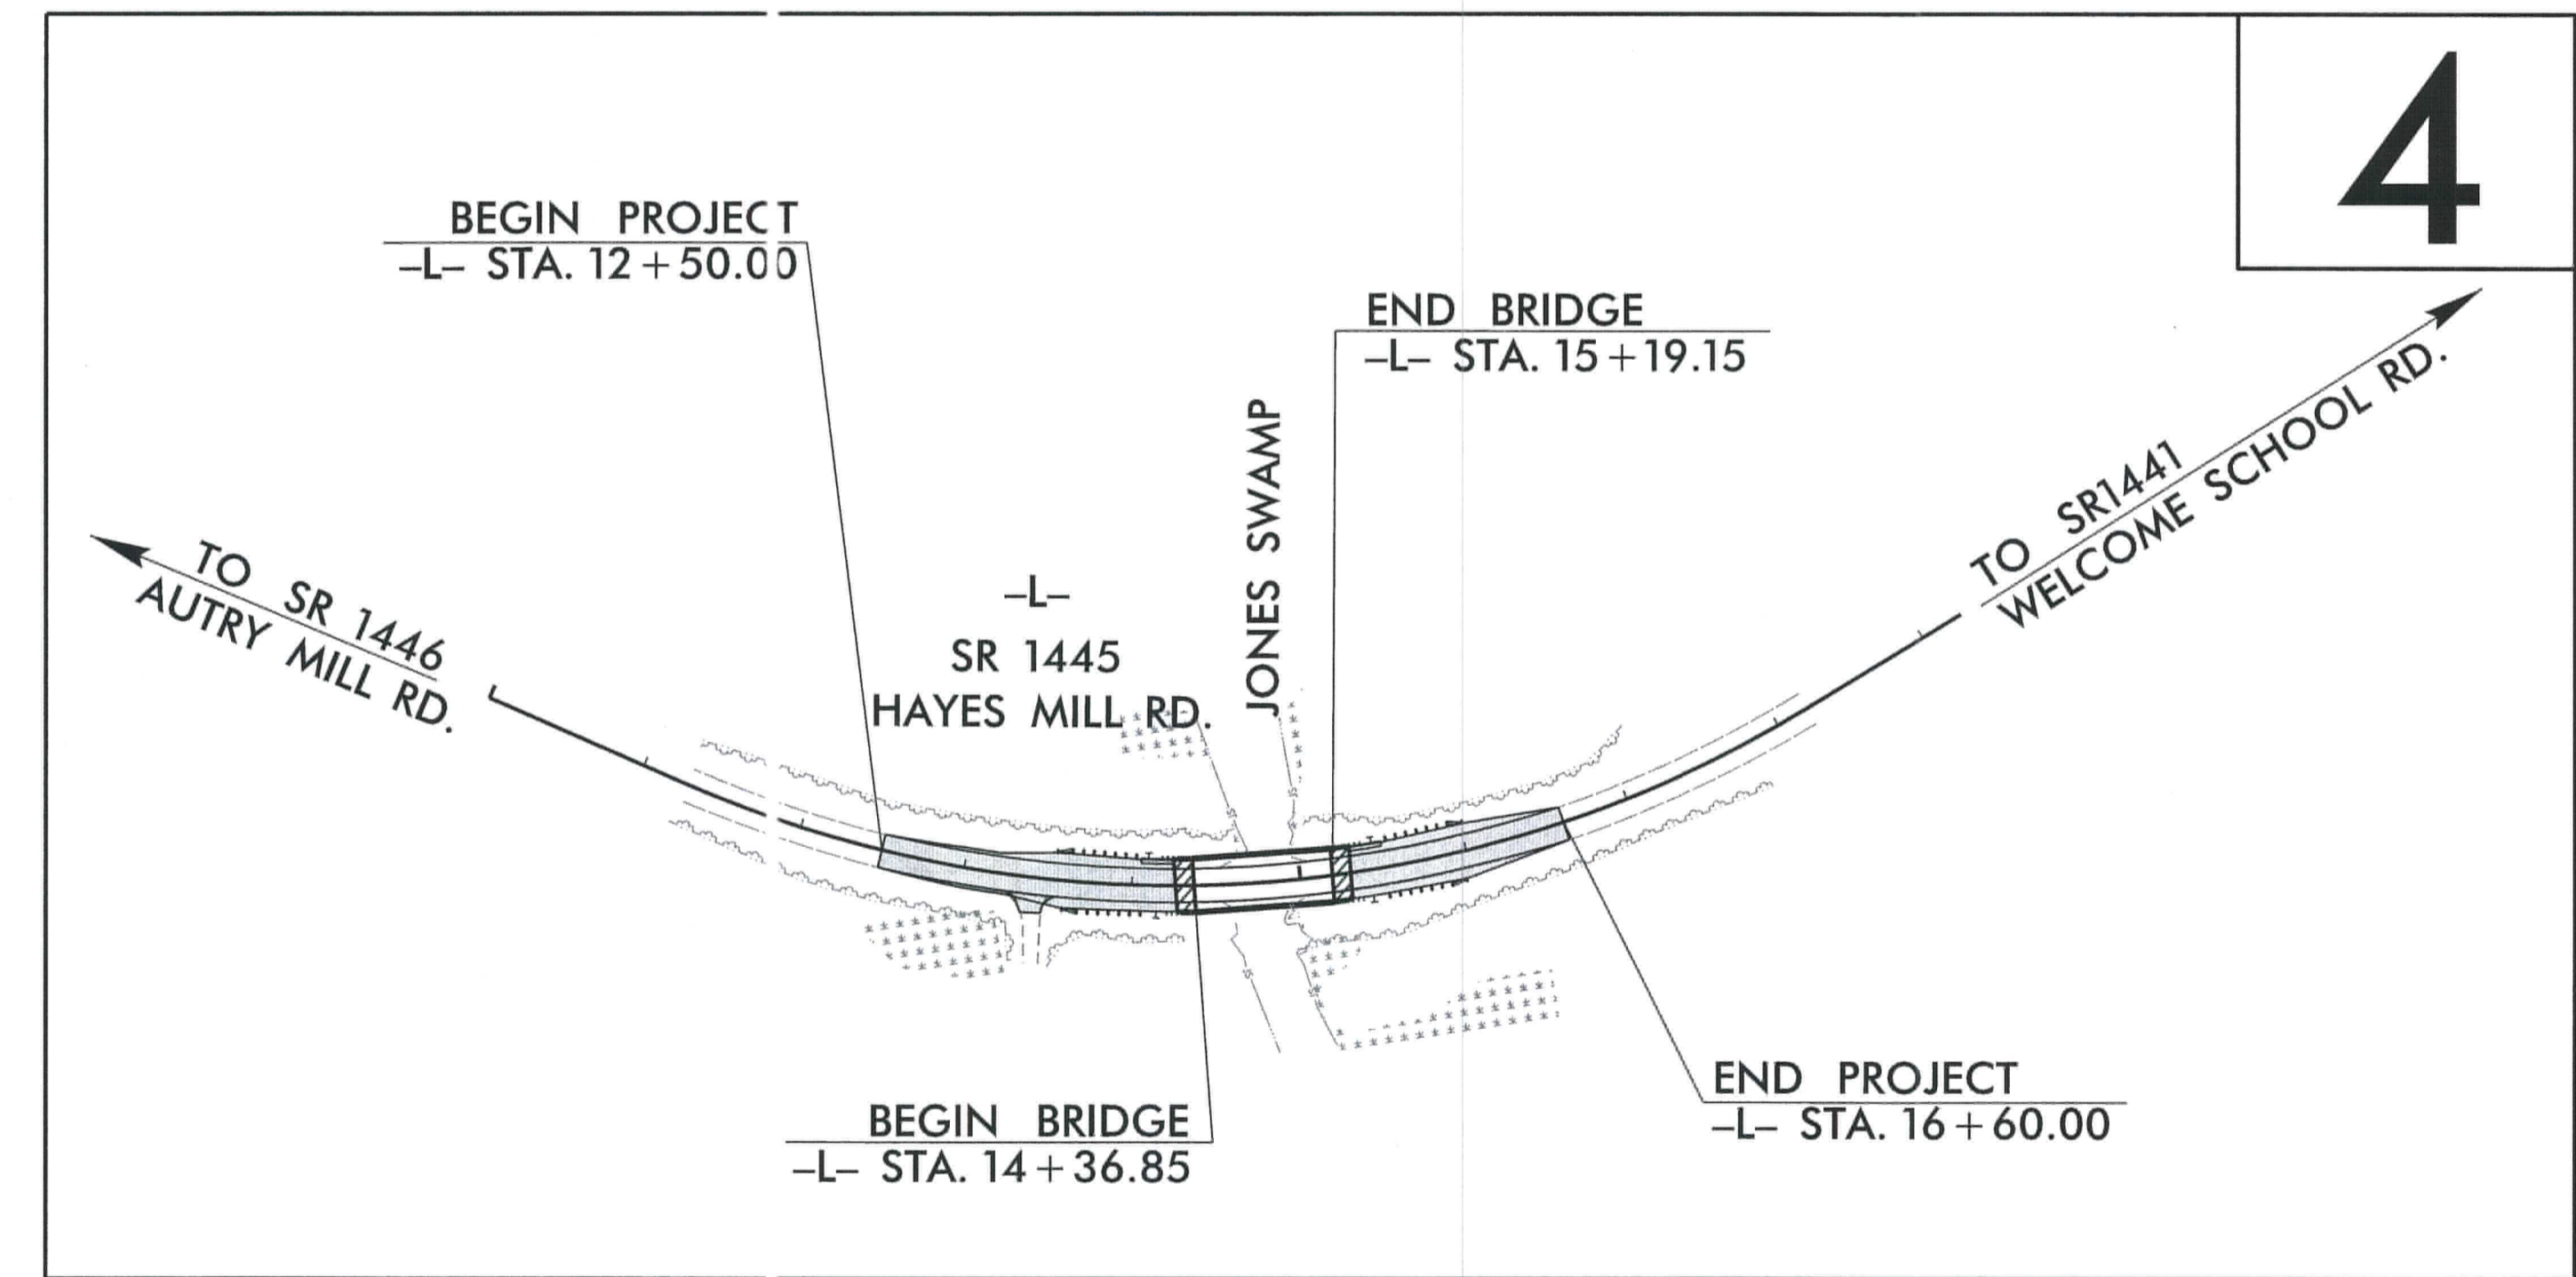 4
BEGIN PROJECT
-L- STA. 12+50.00
END BRIDGE
-L- STA. 15+19.15
JONES SWAMP
TO SR1441
WELCOME SCHOOL RD.
TO SR 1446
AUTRY MILL RD.
-L-
SR 1445
HAYES MILL RD.
BEGIN BRIDGE
-L- STA. 14+36.85
END PROJECT
-L- STA. 16+60.00